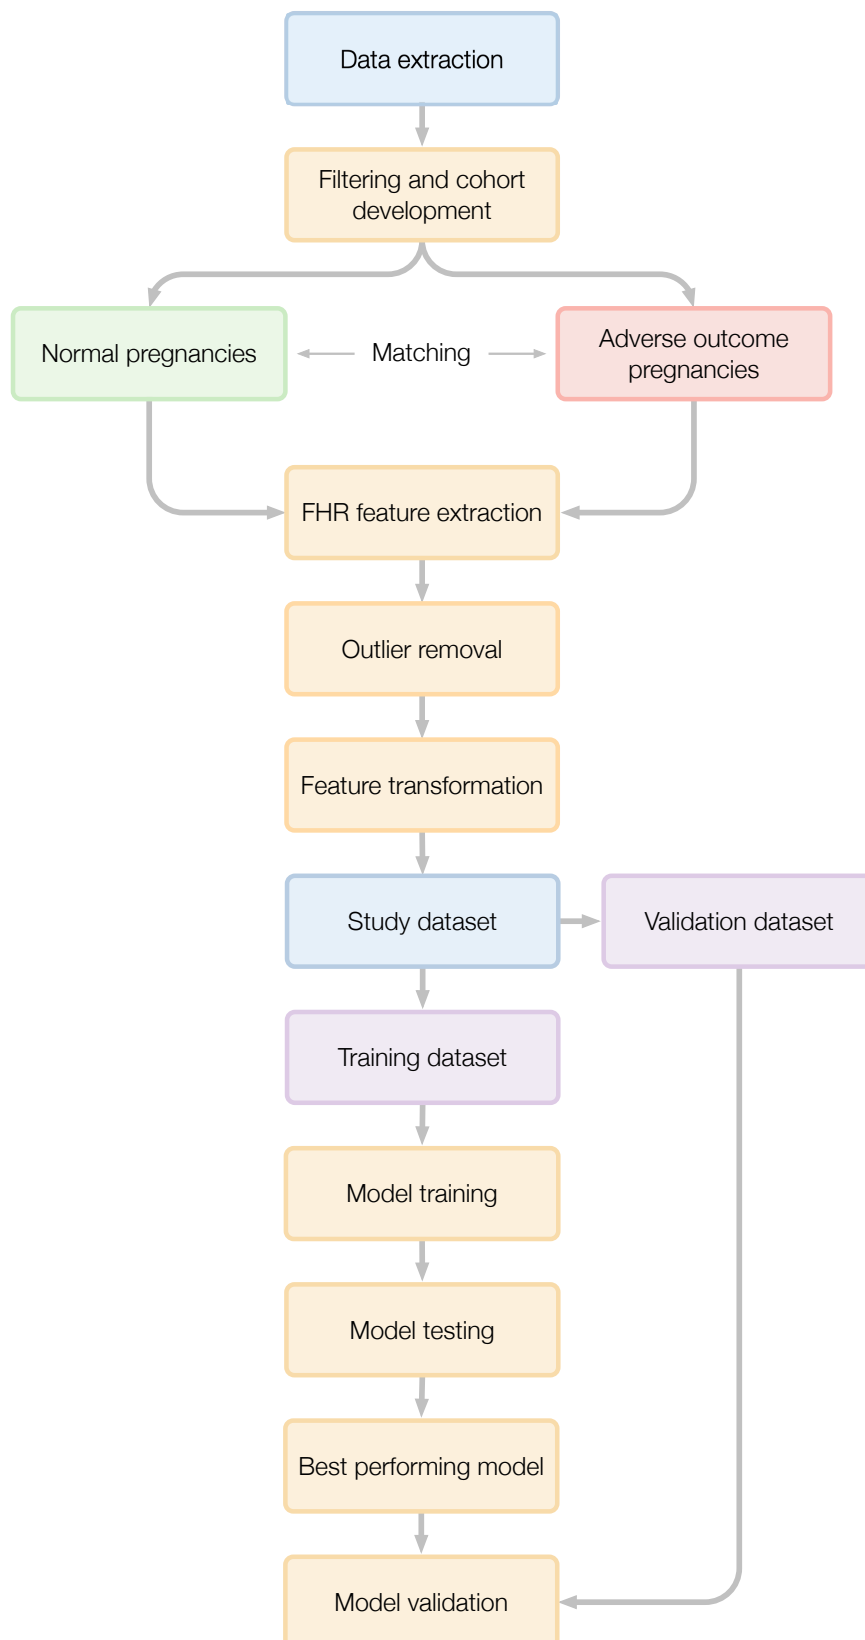 Data extraction
Filtering and cohort
development
Normal pregnancies
Matching
Adverse outcome
pregnancies
FHR feature extraction
Outlier removal
Feature transformation
Study dataset
Validation dataset
Training dataset
Model training
Model testing
Best performing model
Model validation